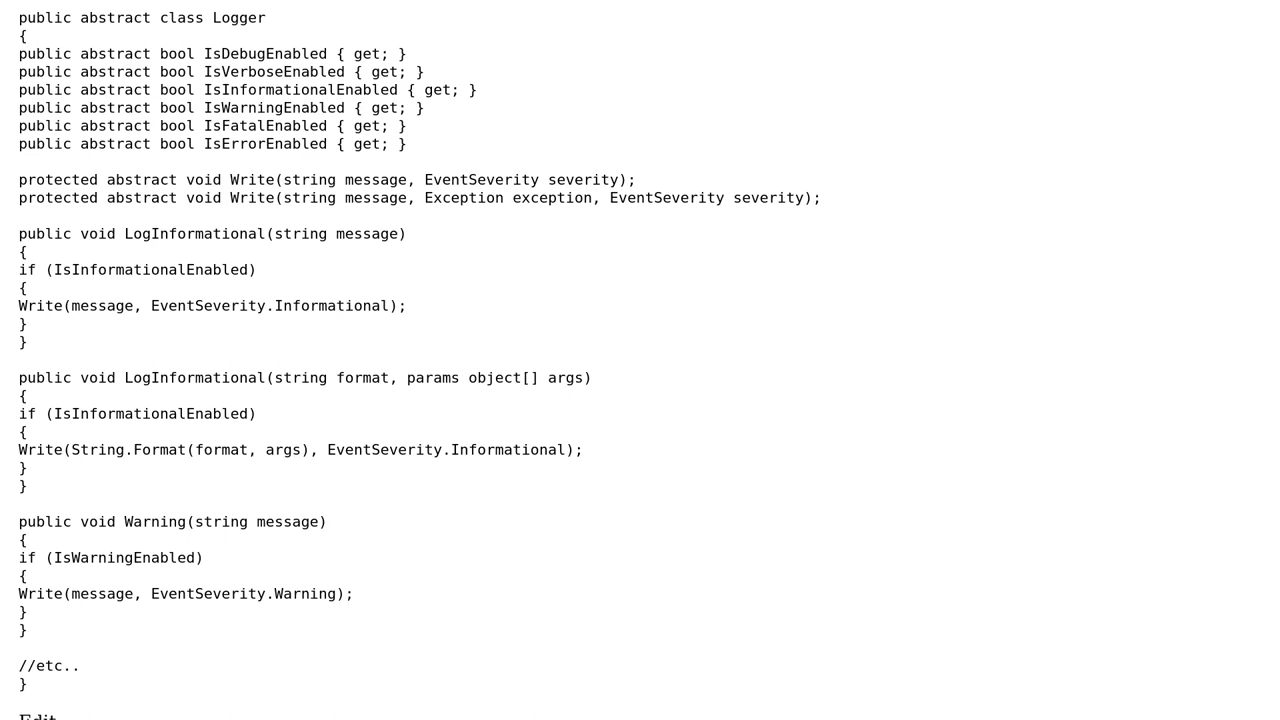 public abstract class Logger
{
public abstract bool IsDebugEnabled { get; }
public abstract bool IsVerboseEnabled { get; }
public abstract bool IsInformationalEnabled { get; }
public abstract bool IsWarningEnabled { get; }
public abstract bool IsFatalEnabled { get; }
public abstract bool IsErrorEnabled { get; }

protected abstract void Write(string message, EventSeverity severity);
protected abstract void Write(string message, Exception exception, EventSeverity severity);

public void LogInformational(string message)
{
if (IsInformationalEnabled)
{
Write(message, EventSeverity.Informational);
}
}

public void LogInformational(string format, params object[] args)
{
if (IsInformationalEnabled)
{
Write(String.Format(format, args), EventSeverity.Informational);
}
}

public void Warning(string message)
{
if (IsWarningEnabled)
{
Write(message, EventSeverity.Warning);
}
}

//etc..
}

Edit